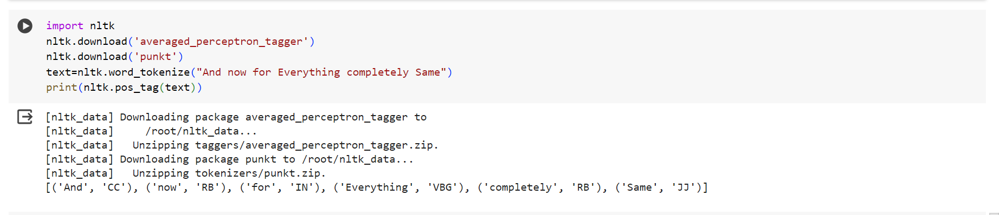 import nltk
nltk.download('averaged_perceptron_tagger')
nltk.download('punkt')
text=nltk.word_tokenize("And now for Everything completely Same")
print(nltk.pos_tag(text))
[nltk_data] Downloading package averaged_perceptron_tagger to
[nltk_data]     /root/nltk_data...
[nltk_data]   Unzipping taggers/averaged_perceptron_tagger.zip.
[nltk_data] Downloading package punkt to /root/nltk_data...
[nltk_data]   Unzipping tokenizers/punkt.zip.
[('And', 'CC'), ('now', 'RB'), ('for', 'IN'), ('Everything', 'VBG'), ('completely', 'RB'), ('Same', 'JJ')]